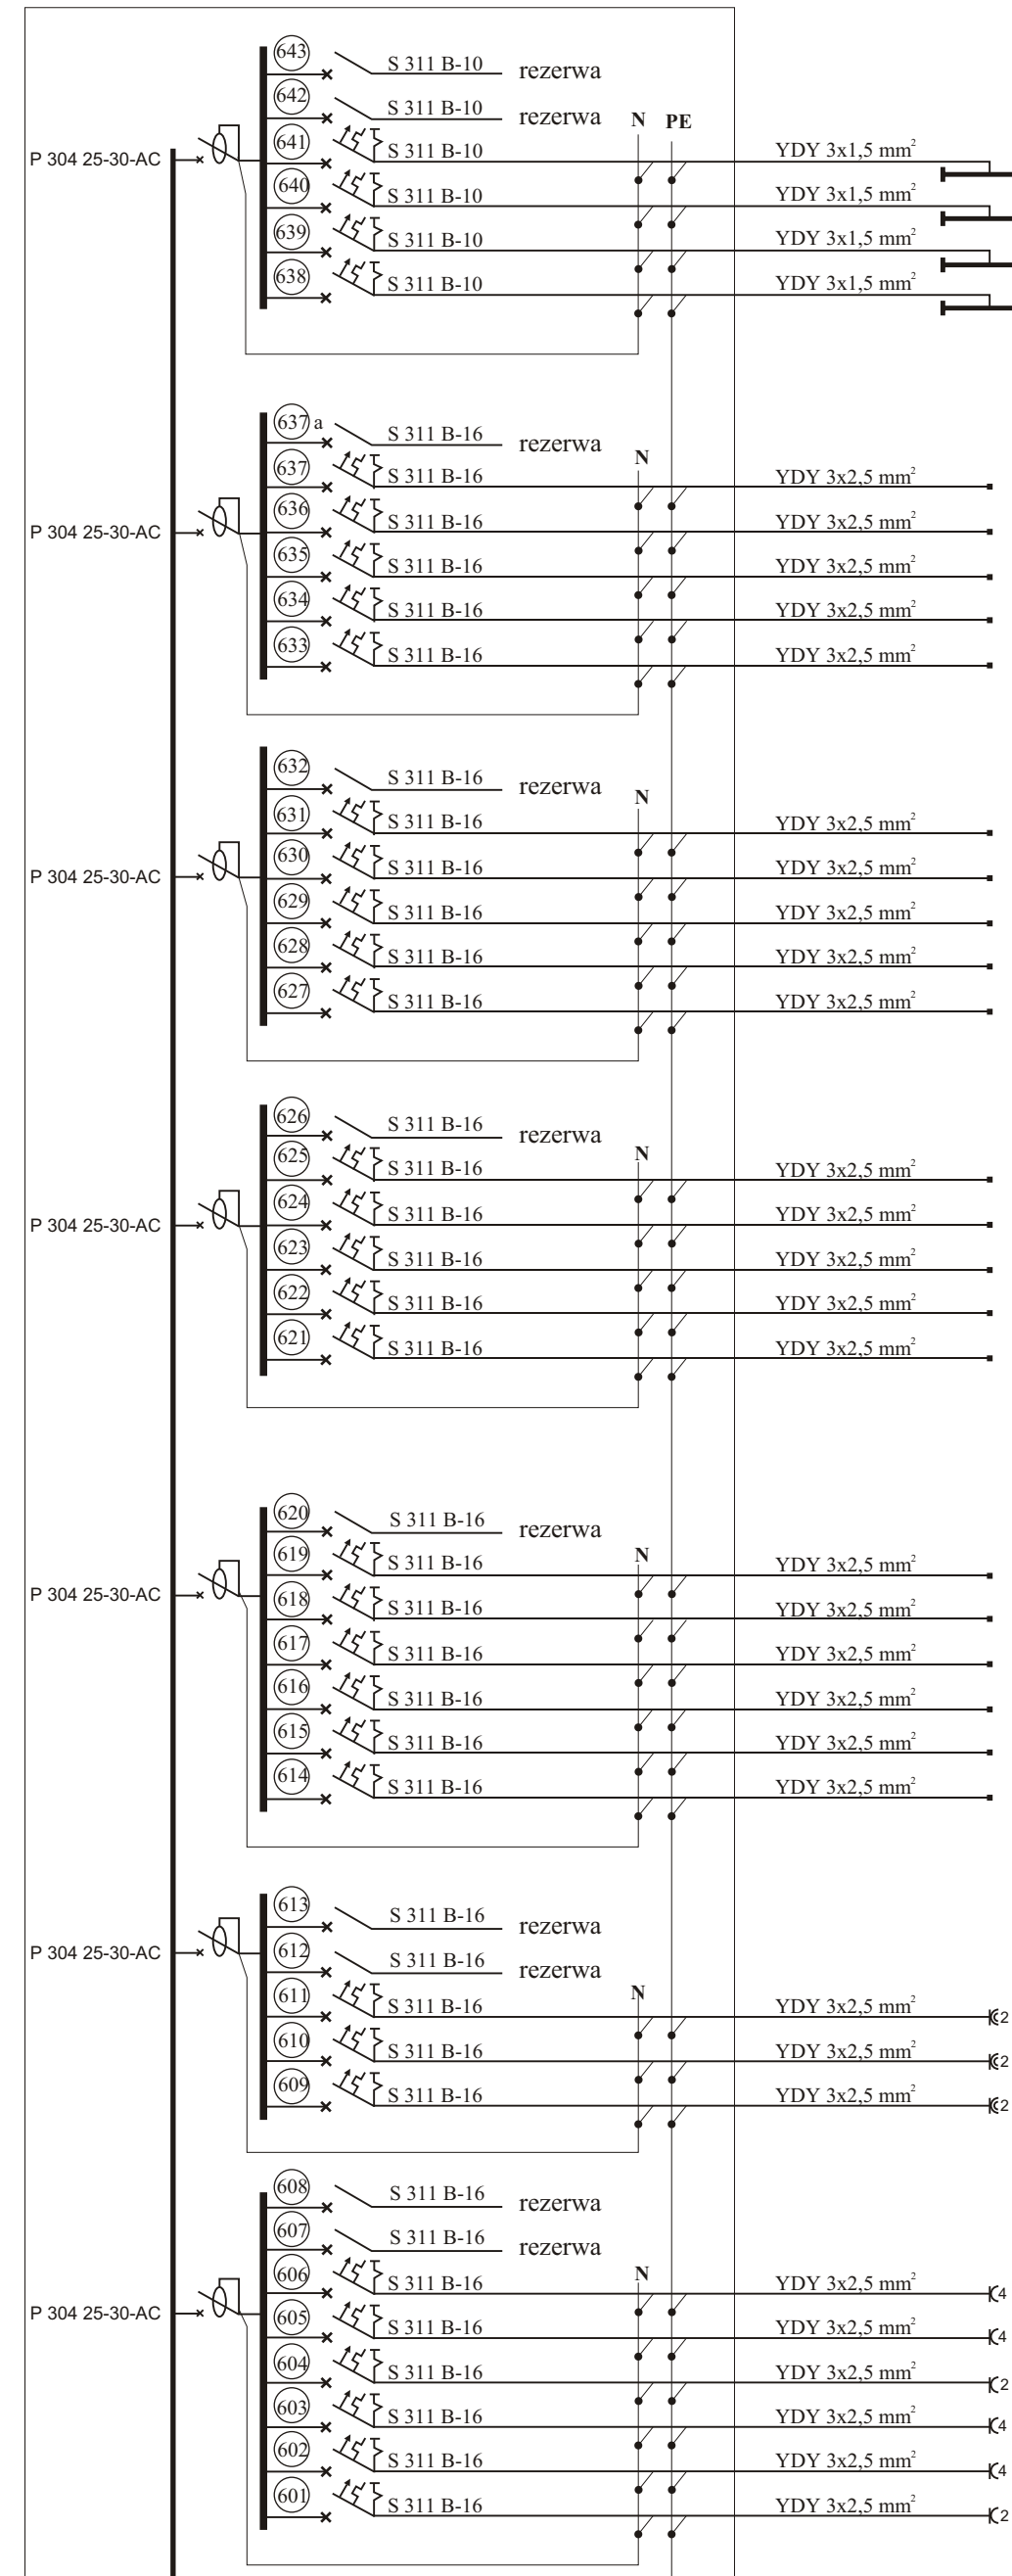 643 S 311 B-10 rezerwa
642 S 311 B-10 rezerwa
N PE
P 304 25-30-AC
641 S 311 B-10 YDY 3x1,5 mm²
640 S 311 B-10 YDY 3x1,5 mm²
639 S 311 B-10 YDY 3x1,5 mm²
638 S 311 B-10 YDY 3x1,5 mm²
637 a S 311 B-16 rezerwa
N
637 S 311 B-16 YDY 3x2,5 mm²
636 S 311 B-16 YDY 3x2,5 mm²
P 304 25-30-AC
635 S 311 B-16 YDY 3x2,5 mm²
634 S 311 B-16 YDY 3x2,5 mm²
633 S 311 B-16 YDY 3x2,5 mm²
632 S 311 B-16 rezerwa
N
631 S 311 B-16 YDY 3x2,5 mm²
630 S 311 B-16 YDY 3x2,5 mm²
P 304 25-30-AC
629 S 311 B-16 YDY 3x2,5 mm²
628 S 311 B-16 YDY 3x2,5 mm²
627 S 311 B-16 YDY 3x2,5 mm²
626 S 311 B-16 rezerwa
N
625 S 311 B-16 YDY 3x2,5 mm²
624 S 311 B-16 YDY 3x2,5 mm²
P 304 25-30-AC
623 S 311 B-16 YDY 3x2,5 mm²
622 S 311 B-16 YDY 3x2,5 mm²
621 S 311 B-16 YDY 3x2,5 mm²
620 S 311 B-16 rezerwa
N
619 S 311 B-16 YDY 3x2,5 mm²
P 304 25-30-AC
618 S 311 B-16 YDY 3x2,5 mm²
617 S 311 B-16 YDY 3x2,5 mm²
616 S 311 B-16 YDY 3x2,5 mm²
615 S 311 B-16 YDY 3x2,5 mm²
614 S 311 B-16 YDY 3x2,5 mm²
613 S 311 B-16 rezerwa
P 304 25-30-AC
612 S 311 B-16 rezerwa
N
611 S 311 B-16 YDY 3x2,5 mm² 2
610 S 311 B-16 YDY 3x2,5 mm² 2
609 S 311 B-16 YDY 3x2,5 mm² 2
608 S 311 B-16 rezerwa
607 S 311 B-16 rezerwa
N
606 S 311 B-16 YDY 3x2,5 mm² 4
P 304 25-30-AC
605 S 311 B-16 YDY 3x2,5 mm² 4
604 S 311 B-16 YDY 3x2,5 mm² 2
603 S 311 B-16 YDY 3x2,5 mm² 4
602 S 311 B-16 YDY 3x2,5 mm² 4
601 S 311 B-16 YDY 3x2,5 mm² 2